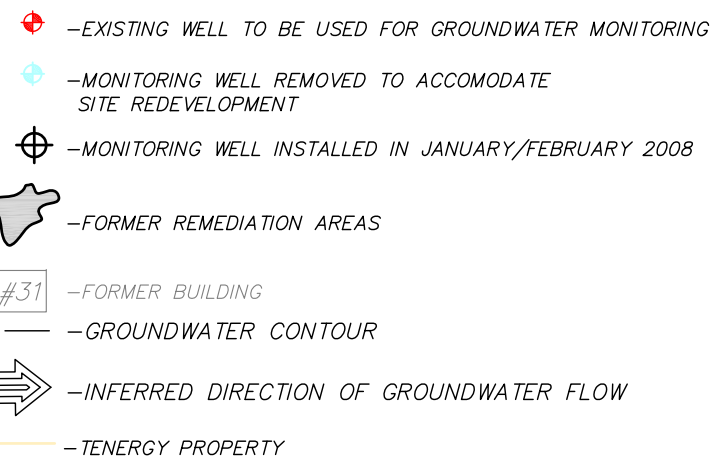 -EXISTING WELL TO BE USED FOR GROUNDWATER MONITORING
-MONITORING WELL REMOVED TO ACCOMODATE
SITE REDEVELOPMENT
-MONITORING WELL INSTALLED IN JANUARY/FEBRUARY 2008
-FORMER REMEDIATION AREAS
#31 -FORMER BUILDING
-GROUNDWATER CONTOUR
-INFERRED DIRECTION OF GROUNDWATER FLOW
-TENERGY PROPERTY